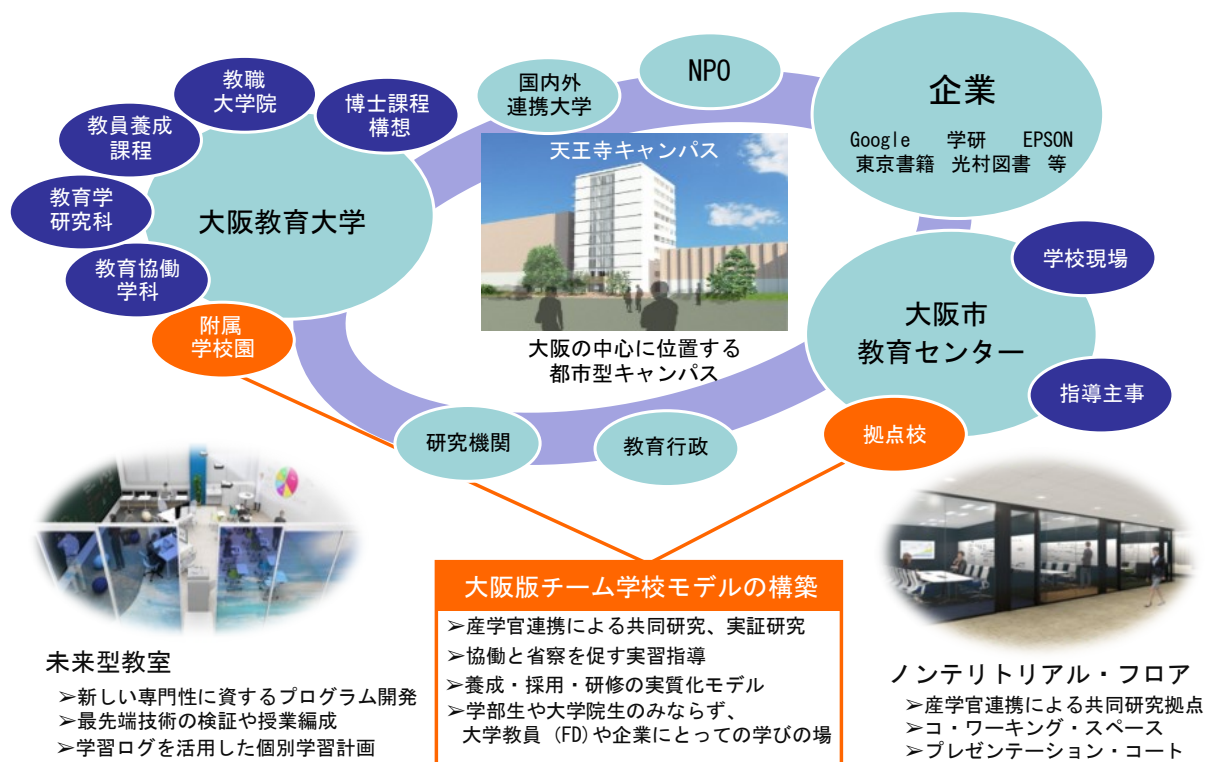 教職
大学院
博士課程
構想
教員養成
課程
教育学
研究科
教育協働
学科
附属
学校園
大阪教育大学
国内外
連携大学
NPO
企業
Google 学研 EPSON
東京書籍 光村図書 等
天王寺キャンパス
大阪の中心に位置する
都市型キャンパス
学校現場
大阪市
教育センター
指導主事
拠点校
研究機関
教育行政
大阪版チーム学校モデルの構築
➢産学官連携による共同研究、実証研究
➢協働と省察を促す実習指導
➢養成・採用・研修の実質化モデル
➢学部生や大学院生のみならず、
大学教員（FD)や企業にとっての学びの場
未来型教室
➢新しい専門性に資するプログラム開発
➢最先端技術の検証や授業編成
➢学習ログを活用した個別学習計画
ノンテリトリアル・フロア
➢産学官連携による共同研究拠点
➢コ・ワーキング・スペース
➢プレゼンテーション・コート